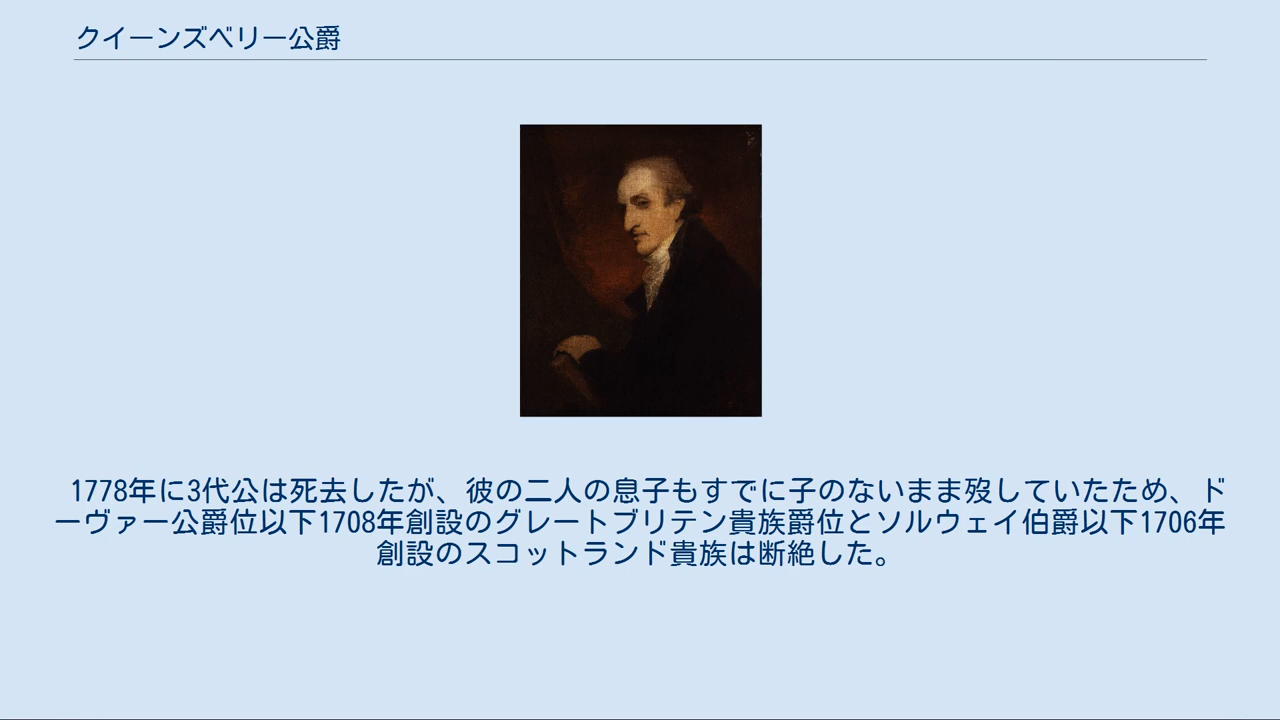 クイーンズベリー公爵
1778年に3代公は死去したが、彼の二人の息子もすでに子のないまま歿していたため、ド
ーヴァー公爵位以下1708年創設のグレートブリテン貴族爵位とソルウェイ伯爵以下1706年
創設のスコットランド貴族は断絶した。